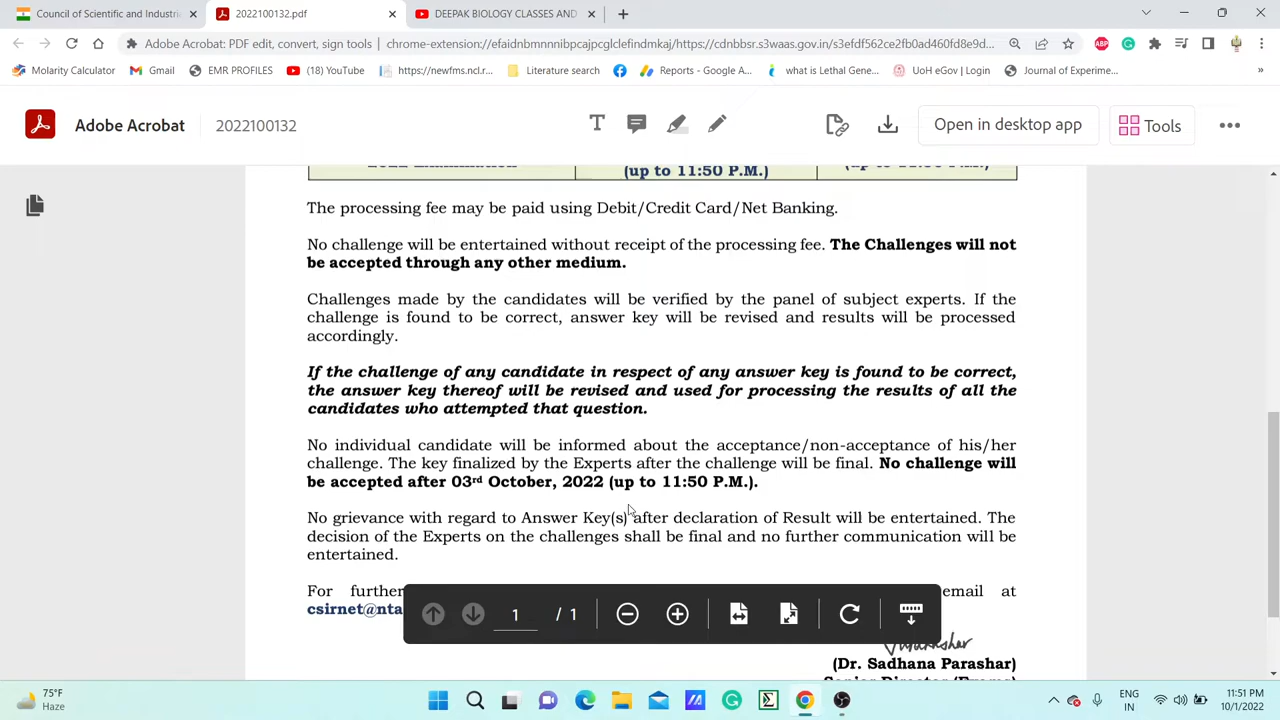 Council of Scientific and Industri
2022100132.pdf
DEEPAK BIOLOGY CLASSES AND
Adobe Acrobat: PDF edit, convert, sign tools | chrome-extension://efaidnbmnnnibpcajpcglclefindmkaj/https://cdnbbsr.s3waas.gov.in/s3efdf562ce2fb0ad460fd8e9d...
Molarity Calculator
Gmail
EMR PROFILES
(18) YouTube
https://newfms.ncl.r...
Literature search
Reports - Google A...
what is Lethal Gene...
UoH eGov | Login
Journal of Experime...
»
Adobe Acrobat
2022100132
Open in desktop app
Tools
(up to 11:50 P.M.)
The processing fee may be paid using Debit/Credit Card/Net Banking.
No challenge will be entertained without receipt of the processing fee. The Challenges will not
be accepted through any other medium.
Challenges made by the candidates will be verified by the panel of subject experts. If the
challenge is found to be correct, answer key will be revised and results will be processed
accordingly.
If the challenge of any candidate in respect of any answer key is found to be correct,
the answer key thereof will be revised and used for processing the results of all the
candidates who attempted that question.
No individual candidate will be informed about the acceptance/non-acceptance of his/her
challenge. The key finalized by the Experts after the challenge will be final. No challenge will
be accepted after 03rd October, 2022 (up to 11:50 P.M.).
No grievance with regard to Answer Key(s) after declaration of Result will be entertained. The
decision of the Experts on the challenges shall be final and no further communication will be
entertained.
For further email at
csirnet@nta
1 / 1
(Dr. Sadhana Parashar)
75°F
Haze
ENG
IN
11:51 PM
10/1/2022